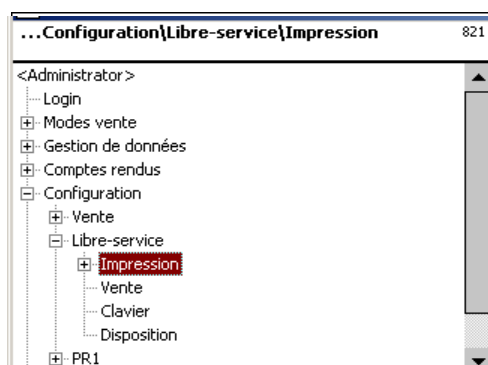 ...Configuration\Libre-service\Impression 821
<Administrator>
Login
Modes vente
Gestion de données
Comptes rendus
Configuration
Vente
Libre-service
Impression
Vente
Clavier
Disposition
PR1